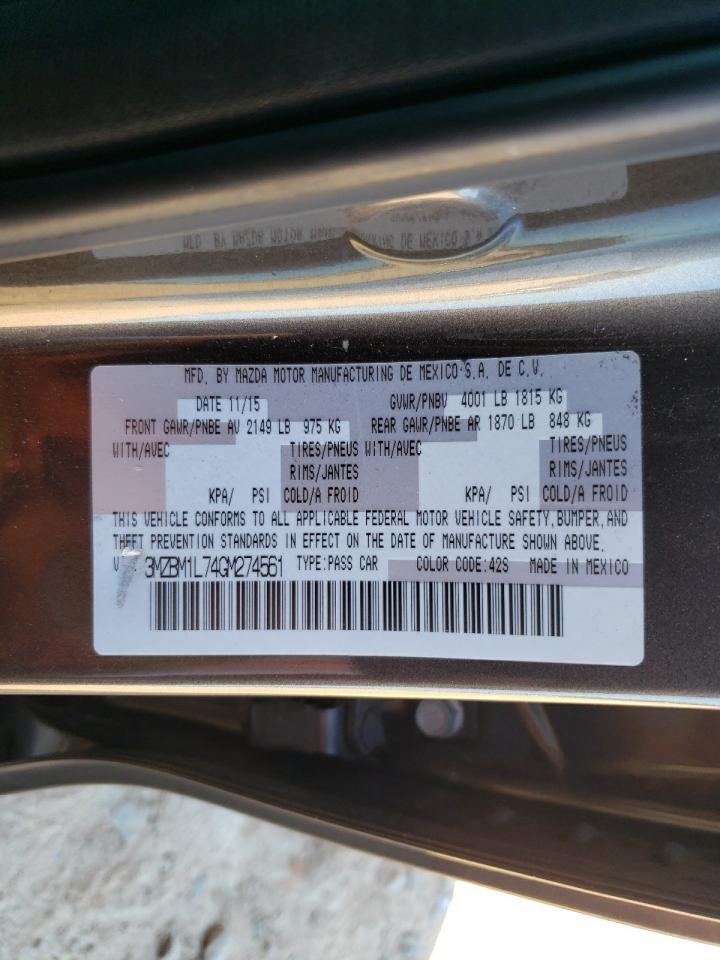 MFD. BY MAZDA MOTOR MANUFACTURING DE MEXICO S.A. DE C.V.
DATE 11/15 GVWR/PNBV 4001 LB 1815 KG
FRONT GAWR/PNBE AV 2149 LB 975 KG REAR GAWR/PNBE AR 1870 LB 848 KG
WITH/AVEC TIRES/PNEUS WITH/AVEC TIRES/PNEUS
RIMS/JANTES RIMS/JANTES
KPA/ PSI COLD/A FROID KPA/ PSI COLD/A FROID
THIS VEHICLE CONFORMS TO ALL APPLICABLE FEDERAL MOTOR VEHICLE SAFETY, BUMPER, AND
THEFT PREVENTION STANDARDS IN EFFECT ON THE DATE OF MANUFACTURE SHOWN ABOVE.
V 3MZBM1L74GM274561 TYPE:PASS CAR COLOR CODE:42S MADE IN MEXICO